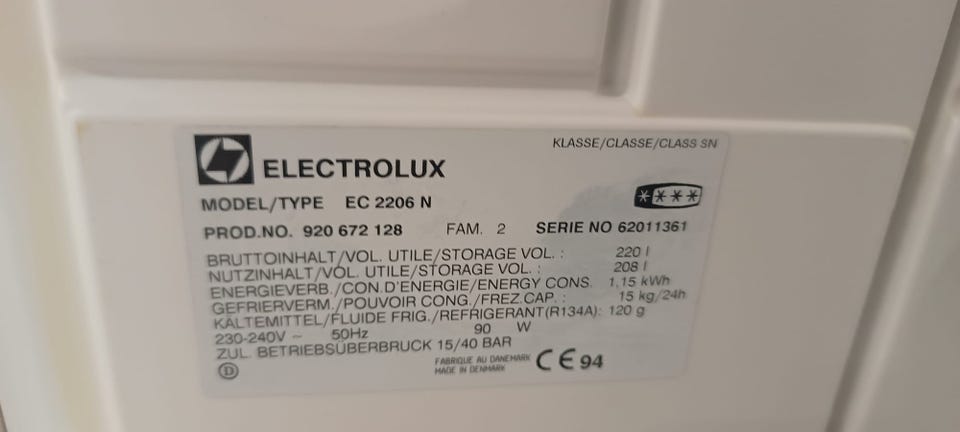 KLASSE/CLASSE/CLASS SN
ELECTROLUX
MODEL/TYPE EC 2206 N
PROD.NO. 920 672 128 FAM. 2 SERIE NO 62011361
BRUTTOINHALT/VOL. UTILE/STORAGE VOL. : 220 l
NUTZINHALT/VOL. UTILE/STORAGE VOL. : 208 l
ENERGIEVERB./CON.D'ENERGIE/ENERGY CONS. 1,15 kWh
GEFRIERVERM./POUVOIR CONG./FREZ.CAP. : 15 kg/24h
KÄLTEMITTEL/FLUIDE FRIG./REFRIGERANT(R134A): 120 g
230-240V ~ 50Hz 90 W
ZUL. BETRIEBSÜBERBRUCK 15/40 BAR
D
FABRIQUE AU DANEMARK
MADE IN DENMARK
CE 94